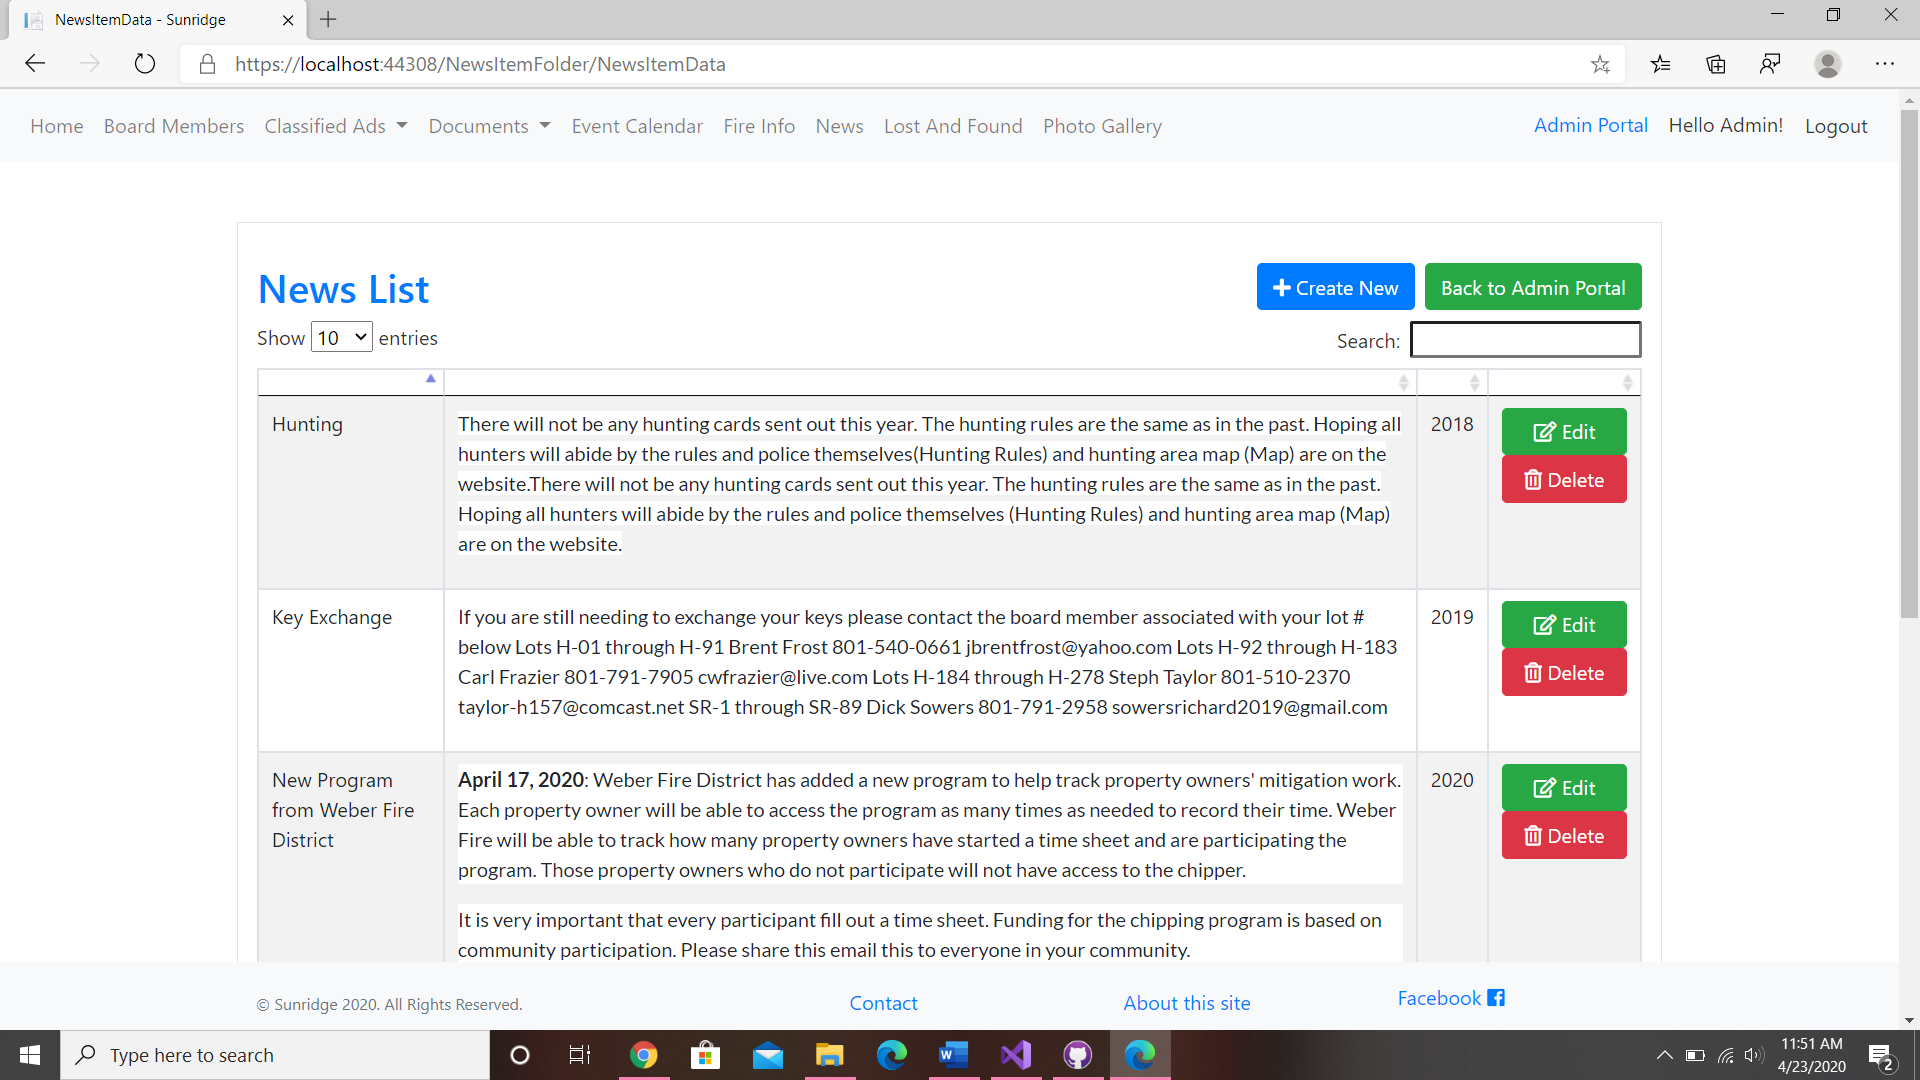 NewsItemData - Sunridge
https://localhost:44308/NewsItemFolder/NewsItemData
Home Board Members Classified Ads Documents Event Calendar Fire Info News Lost And Found Photo Gallery Admin Portal Hello Admin! Logout
News List
Create New
Back to Admin Portal
Show 10 entries
Search:
Hunting
There will not be any hunting cards sent out this year. The hunting rules are the same as in the past. Hoping all
hunters will abide by the rules and police themselves(Hunting Rules) and hunting area map (Map) are on the
website.There will not be any hunting cards sent out this year. The hunting rules are the same as in the past.
Hoping all hunters will abide by the rules and police themselves (Hunting Rules) and hunting area map (Map)
are on the website.
2018
Edit
Delete
Key Exchange
If you are still needing to exchange your keys please contact the board member associated with your lot #
below Lots H-01 through H-91 Brent Frost 801-540-0661 jbrentfrost@yahoo.com Lots H-92 through H-183
Carl Frazier 801-791-7905 cwfrazier@live.com Lots H-184 through H-278 Steph Taylor 801-510-2370
taylor-h157@comcast.net SR-1 through SR-89 Dick Sowers 801-791-2958 sowersrichard2019@gmail.com
2019
Edit
Delete
New Program
from Weber Fire
District
April 17, 2020: Weber Fire District has added a new program to help track property owners' mitigation work.
Each property owner will be able to access the program as many times as needed to record their time. Weber
Fire will be able to track how many property owners have started a time sheet and are participating the
program. Those property owners who do not participate will not have access to the chipper.
It is very important that every participant fill out a time sheet. Funding for the chipping program is based on
community participation. Please share this email this to everyone in your community.
2020
Edit
Delete
© Sunridge 2020. All Rights Reserved.
Contact
About this site
Facebook
Type here to search
11:51 AM
4/23/2020
2